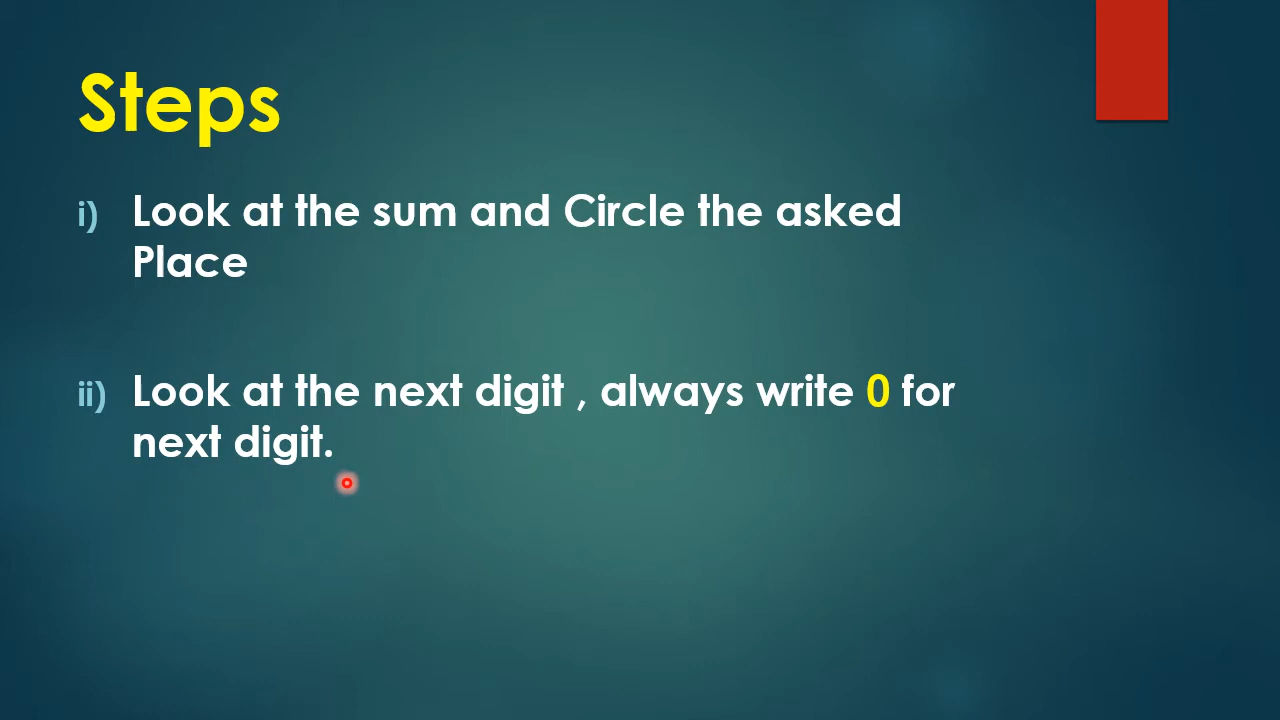 Steps
i) Look at the sum and Circle the asked
Place
ii) Look at the next digit , always write 0 for
next digit.